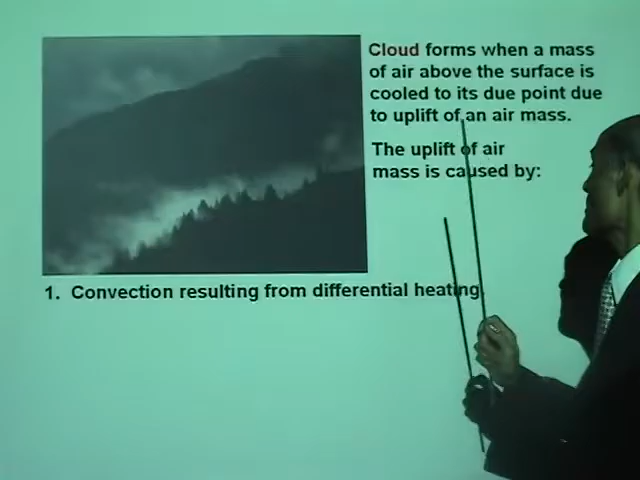 Cloud forms when a mass
of air above the surface is
cooled to its due point due
to uplift of an air mass.
The uplift of air
mass is caused by:
1. Convection resulting from differential heating.